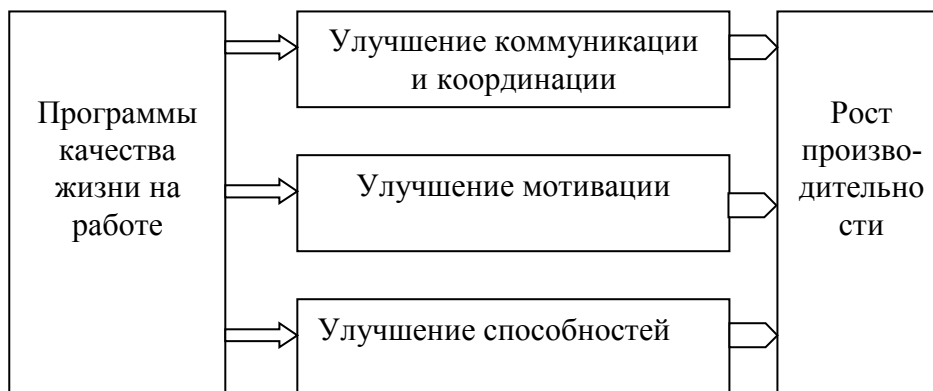 Программы
качества
жизни на
работе
Улучшение коммуникации
и координации
Улучшение мотивации
Улучшение способностей
Рост
произво-
дительно
сти